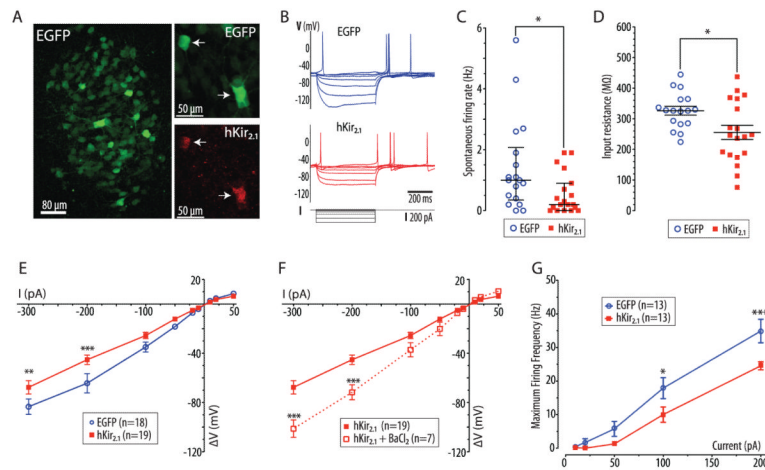 A
EGFP
80 µm
EGFP
50 µm
hKir2.1
50 µm
B
V (mV)
EGFP
0
-40
-80
-120
hKir2.1
0
-40
-80
-120
200 ms
I
I 200 pA
C
*
Spontaneous firing rate (Hz)
6
4
2
0
EGFP hKir2.1
D
*
Input resistance (MΩ)
600
500
400
300
200
100
0
EGFP hKir2.1
E
I (pA)
-300 -200 -100 50
20
-40
-80
-120
ΔV (mV)
** ***
EGFP (n=18)
hKir2.1 (n=19)
F
I (pA)
-300 -200 -100 50
20
-40
-80
-120
ΔV (mV)
*** ***
hKir2.1 (n=19)
hKir2.1 + BaCl2 (n=7)
G
Maximum Firing Frequency (Hz)
50
40
30
20
10
0
EGFP (n=13)
hKir2.1 (n=13)
* ***
Current (pA)
0 50 100 150 200